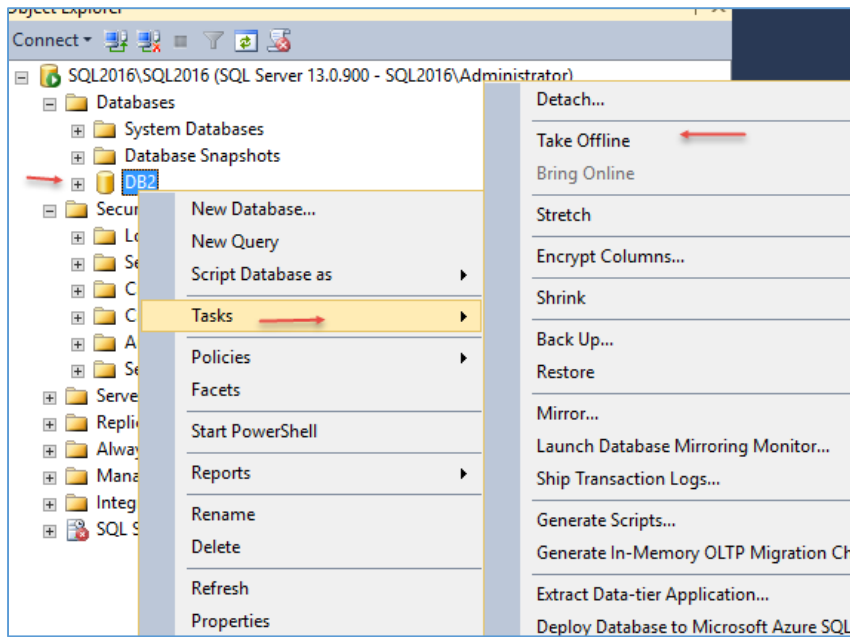 Object Explorer
Connect
SQL2016\SQL2016 (SQL Server 13.0.900 - SQL2016\Administrator)
Databases
System Databases
Database Snapshots
DB2
Secur
Lo
Se
C
C
A
Se
Serve
Replic
Alway
Mana
Integ
SQL S
New Database...
New Query
Script Database as
Tasks
Policies
Facets
Start PowerShell
Reports
Rename
Delete
Refresh
Properties
Detach...
Take Offline
Bring Online
Stretch
Encrypt Columns...
Shrink
Back Up...
Restore
Mirror...
Launch Database Mirroring Monitor...
Ship Transaction Logs...
Generate Scripts...
Generate In-Memory OLTP Migration Ch
Extract Data-tier Application...
Deploy Database to Microsoft Azure SQL